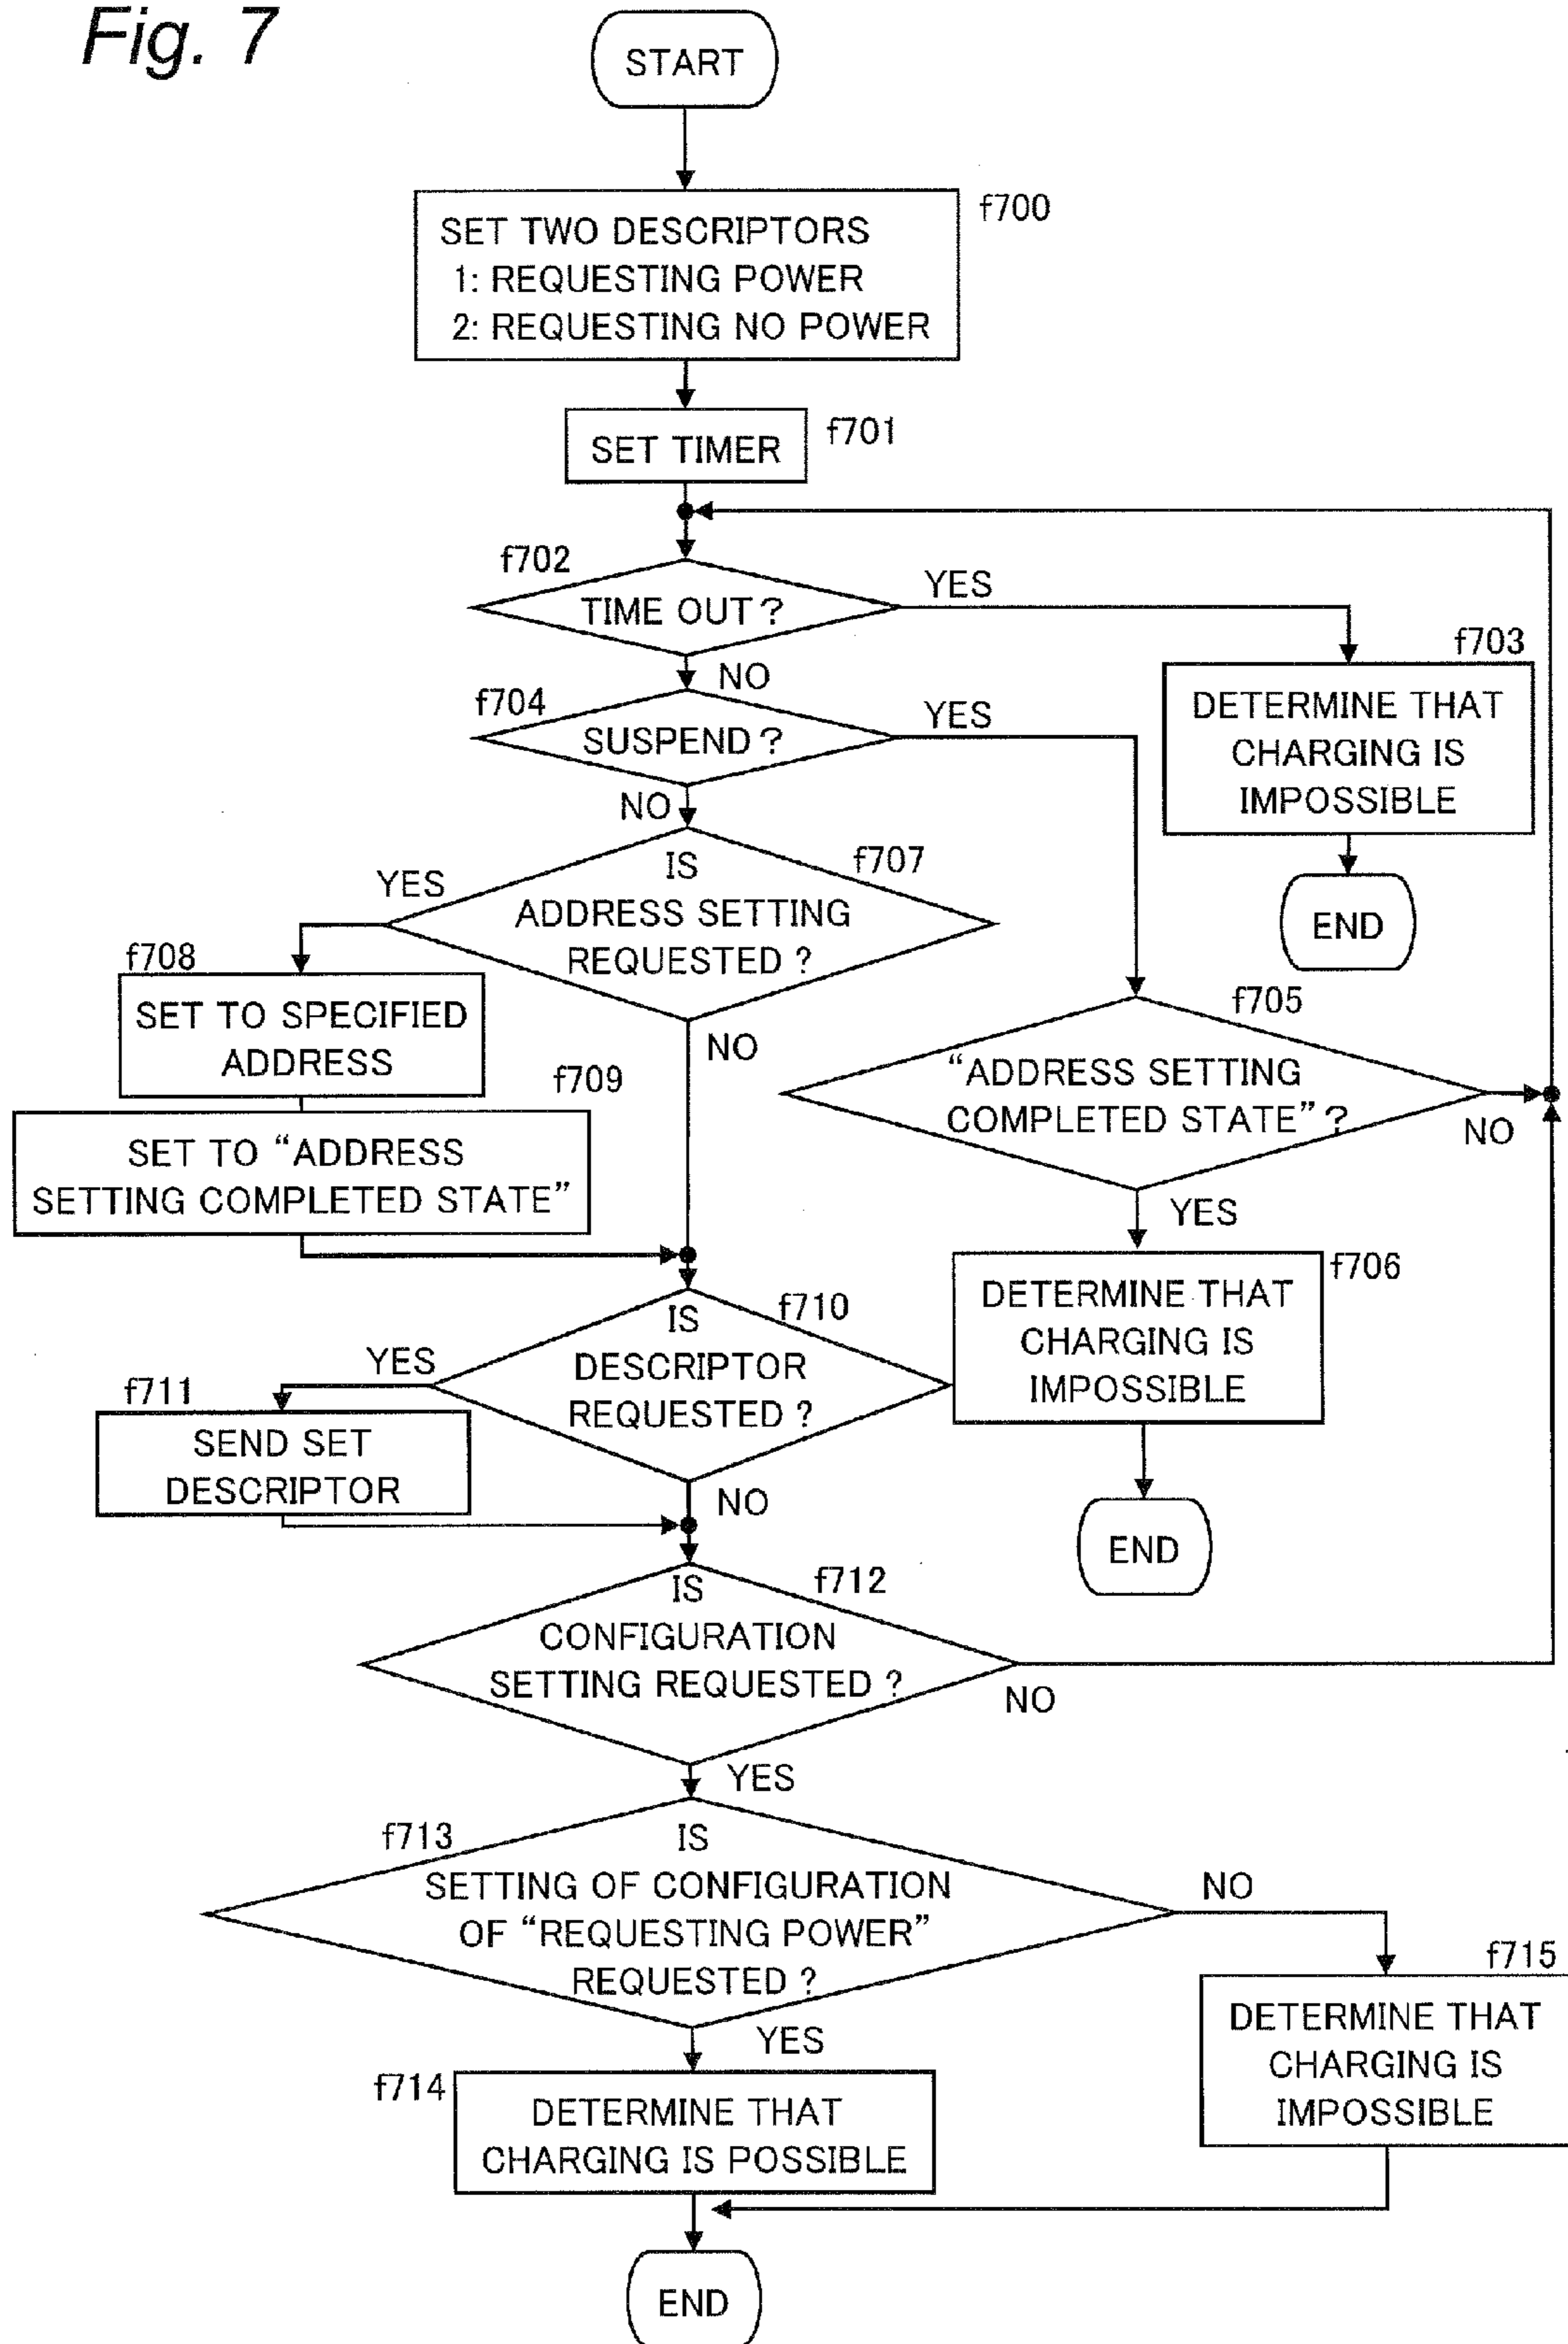 Fig. 7
START
f700
SET TWO DESCRIPTORS
1: REQUESTING POWER
2: REQUESTING NO POWER
f701
SET TIMER
f702
TIME OUT?
YES
NO
f703
DETERMINE THAT
CHARGING IS
IMPOSSIBLE
END
f704
SUSPEND?
YES
NO
f707
IS
ADDRESS SETTING
REQUESTED?
YES
NO
f708
SET TO SPECIFIED
ADDRESS
f709
SET TO “ADDRESS
SETTING COMPLETED STATE”
f705
“ADDRESS SETTING
COMPLETED STATE”?
NO
YES
f706
DETERMINE THAT
CHARGING IS
IMPOSSIBLE
END
f710
IS
DESCRIPTOR
REQUESTED?
YES
NO
f711
SEND SET
DESCRIPTOR
f712
IS
CONFIGURATION
SETTING REQUESTED?
NO
YES
f713
IS
SETTING OF CONFIGURATION
OF “REQUESTING POWER”
REQUESTED?
NO
YES
f715
DETERMINE THAT
CHARGING IS
IMPOSSIBLE
f714
DETERMINE THAT
CHARGING IS POSSIBLE
END